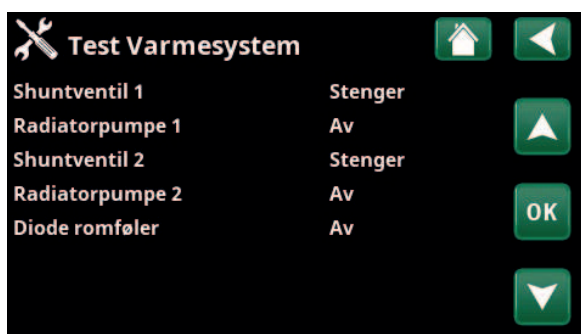 Test Varmesystem
Shuntventil 1 Stenger
Radiatorpumpe 1 Av
Shuntventil 2 Stenger
Radiatorpumpe 2 Av
OK
Diode romføler Av